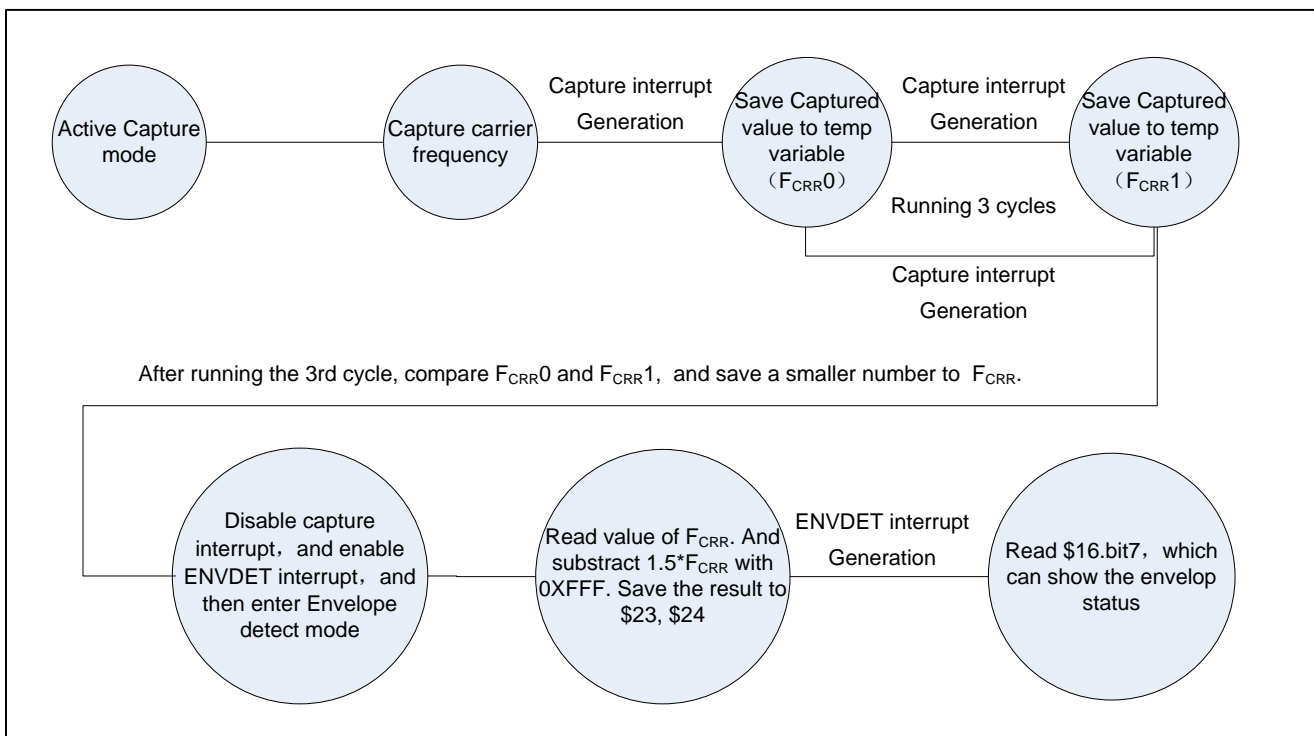 Active Capture
mode
Capture carrier
frequency
Capture interrupt
Generation
Save Captured
value to temp
variable
（FCRR0）
Capture interrupt
Generation
Save Captured
value to temp
variable
（FCRR1）
Running 3 cycles
Capture interrupt
Generation
After running the 3rd cycle, compare FCRR0 and FCRR1, and save a smaller number to FCRR.
Disable capture
interrupt，and enable
ENVDET interrupt，and
then enter Envelope
detect mode
Read value of FCRR. And
substract 1.5*FCRR with
0XFFF. Save the result to
$23, $24
ENVDET interrupt
Generation
Read $16.bit7，which
can show the envelop
status